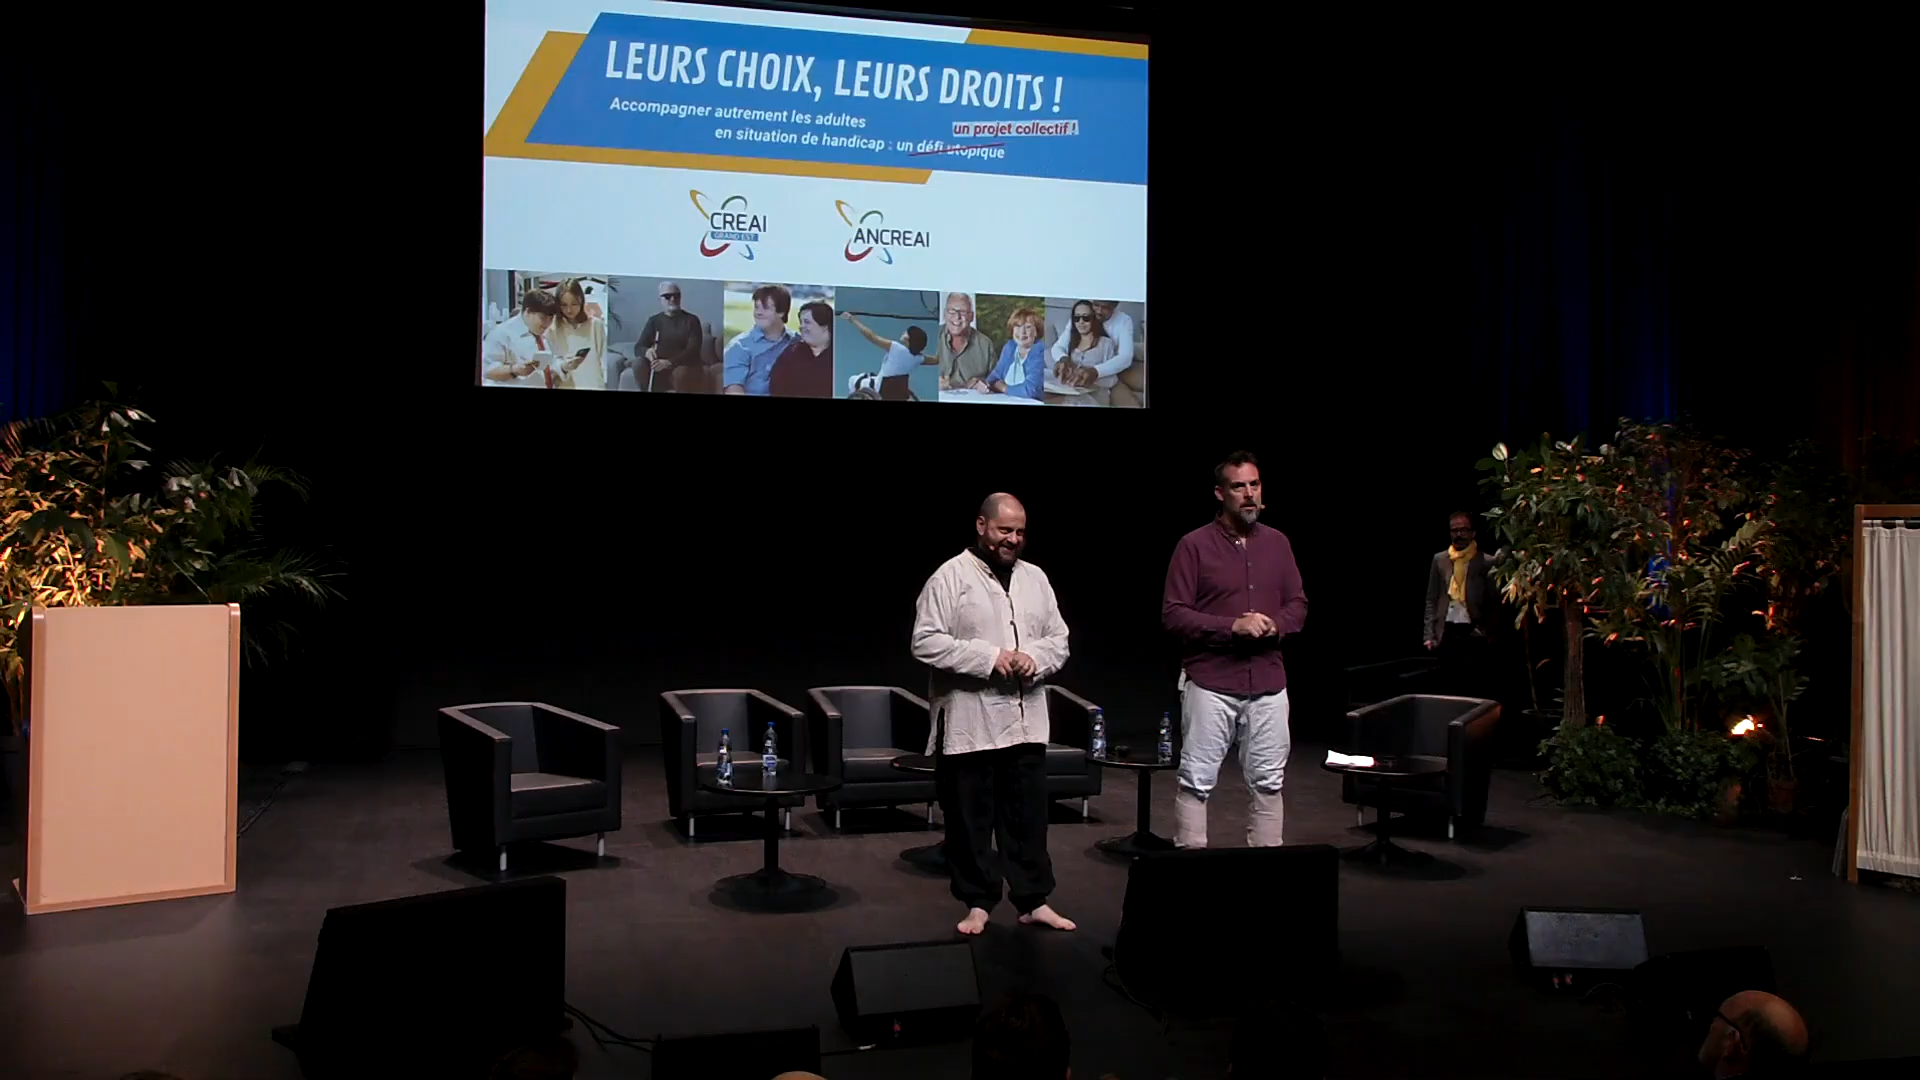 LEURS CHOIX, LEURS DROITS !
Accompagner autrement les adultes
un projet collectif !
en situation de handicap : un défi utopique
CREAI
GRAND EST
ANCREAI